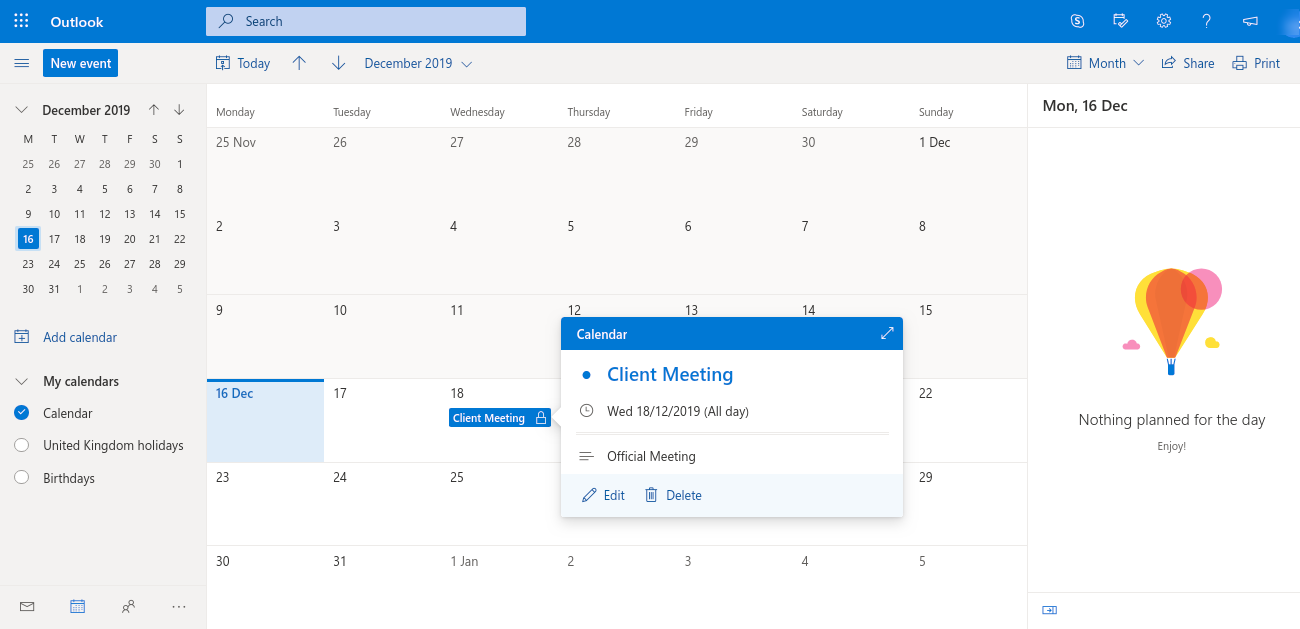 Outlook
Search
New event
Today
December 2019
Month
Share
Print
December 2019
M T W T F S S
25 26 27 28 29 30 1
2 3 4 5 6 7 8
9 10 11 12 13 14 15
16 17 18 19 20 21 22
23 24 25 26 27 28 29
30 31 1 2 3 4 5
Add calendar
My calendars
Calendar
United Kingdom holidays
Birthdays
Monday Tuesday Wednesday Thursday Friday Saturday Sunday
25 Nov 26 27 28 29 30 1 Dec
2 3 4 5 6 7 8
9 10 11 12 13 14 15
16 Dec 17 18 22
Client Meeting
23 24 25 29
30 31 1 Jan 2 3 4 5
Calendar
Client Meeting
Wed 18/12/2019 (All day)
Official Meeting
Edit Delete
Mon, 16 Dec
Nothing planned for the day
Enjoy!